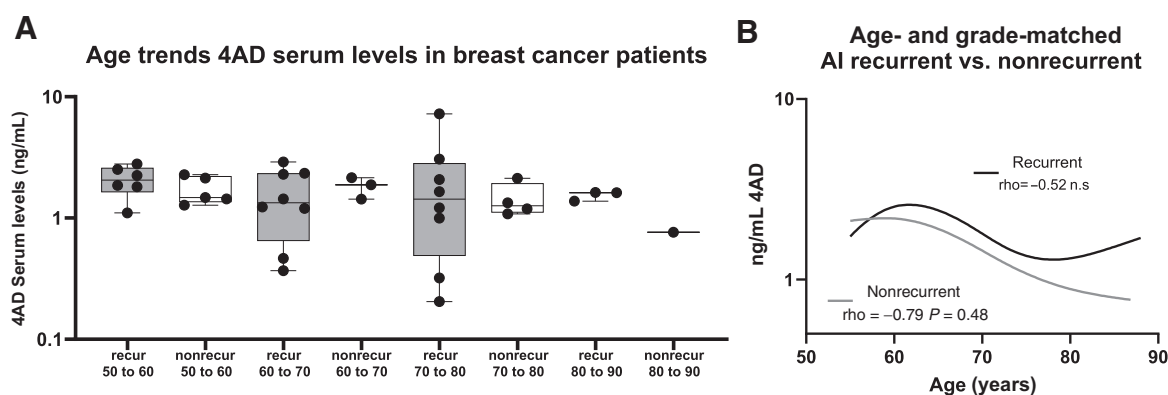 A
Age trends 4AD serum levels in breast cancer patients
4AD Serum levels (ng/mL)
10
1
0.1
recur
50 to 60
nonrecur
50 to 60
recur
60 to 70
nonrecur
60 to 70
recur
70 to 80
nonrecur
70 to 80
recur
80 to 90
nonrecur
80 to 90
B
Age- and grade-matched
AI recurrent vs. nonrecurrent
ng/mL 4AD
10
1
Recurrent
rho=−0.52 n.s
Nonrecurrent
rho = −0.79 P = 0.48
50
60
70
80
90
Age (years)